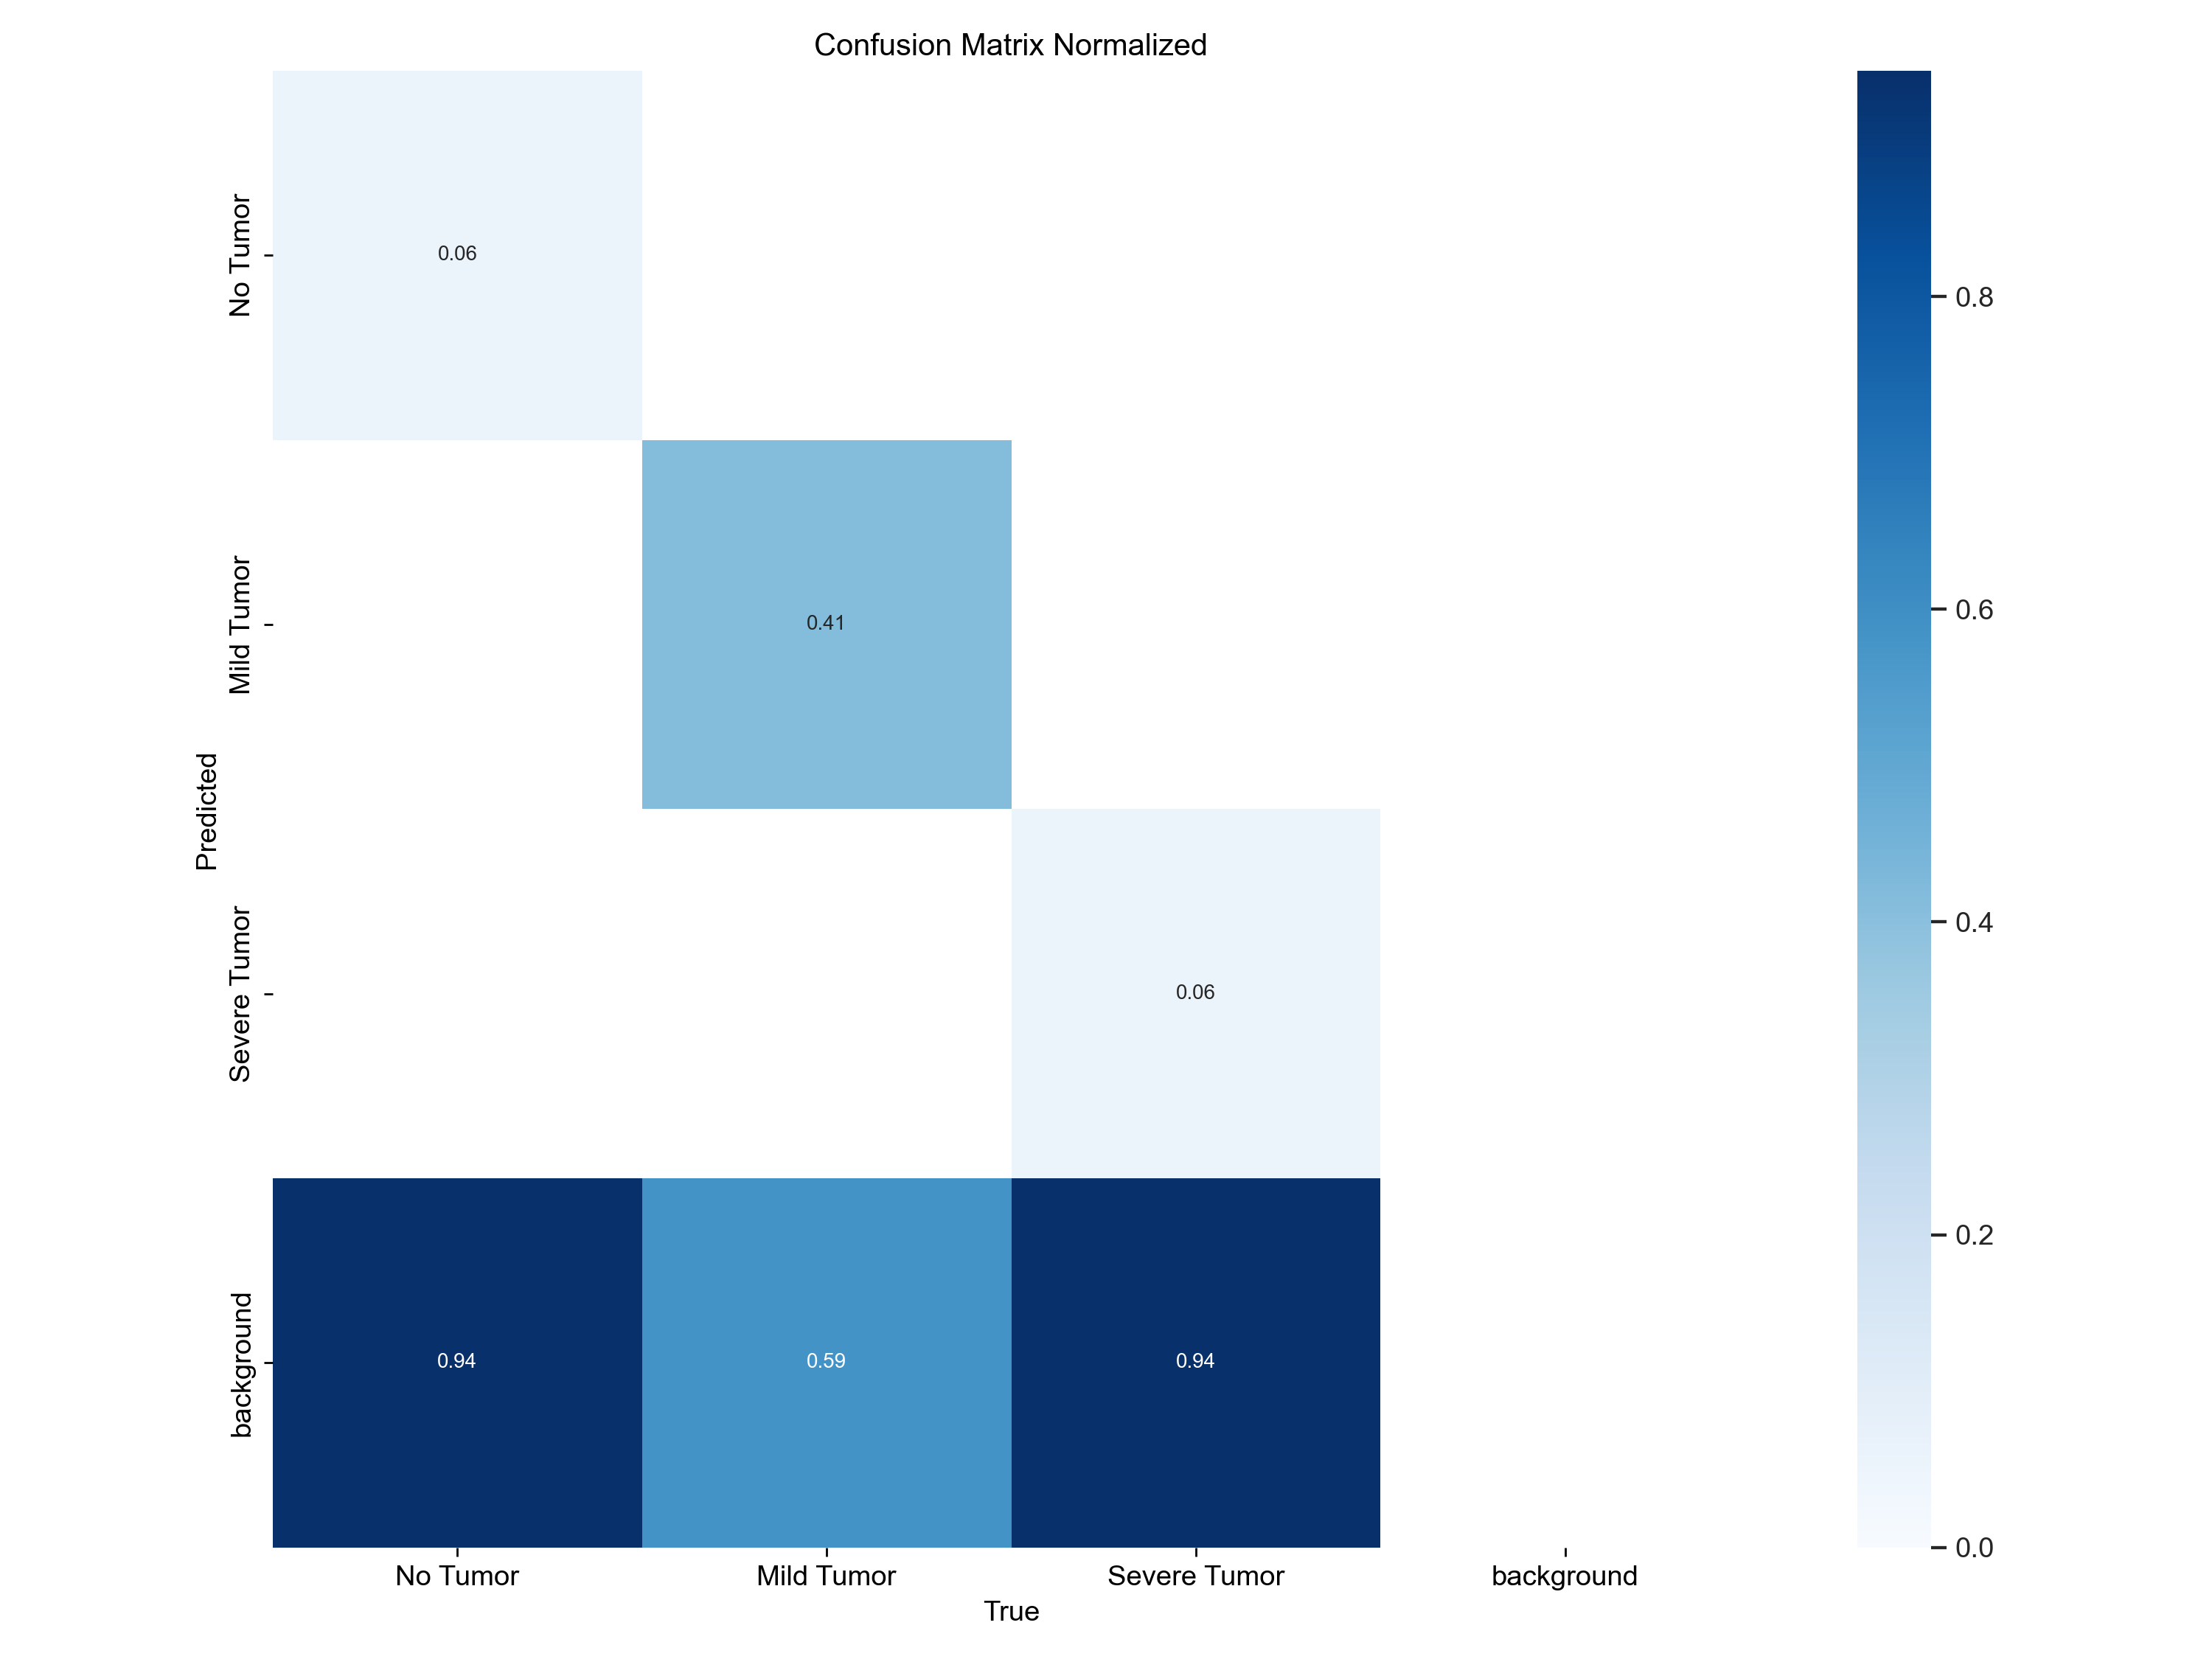 Confusion Matrix Normalized
No Tumor
0.06
Mild Tumor
0.41
Severe Tumor
0.06
background
0.94
0.59
0.94
Predicted
No Tumor
Mild Tumor
Severe Tumor
background
True
0.8
0.6
0.4
0.2
0.0